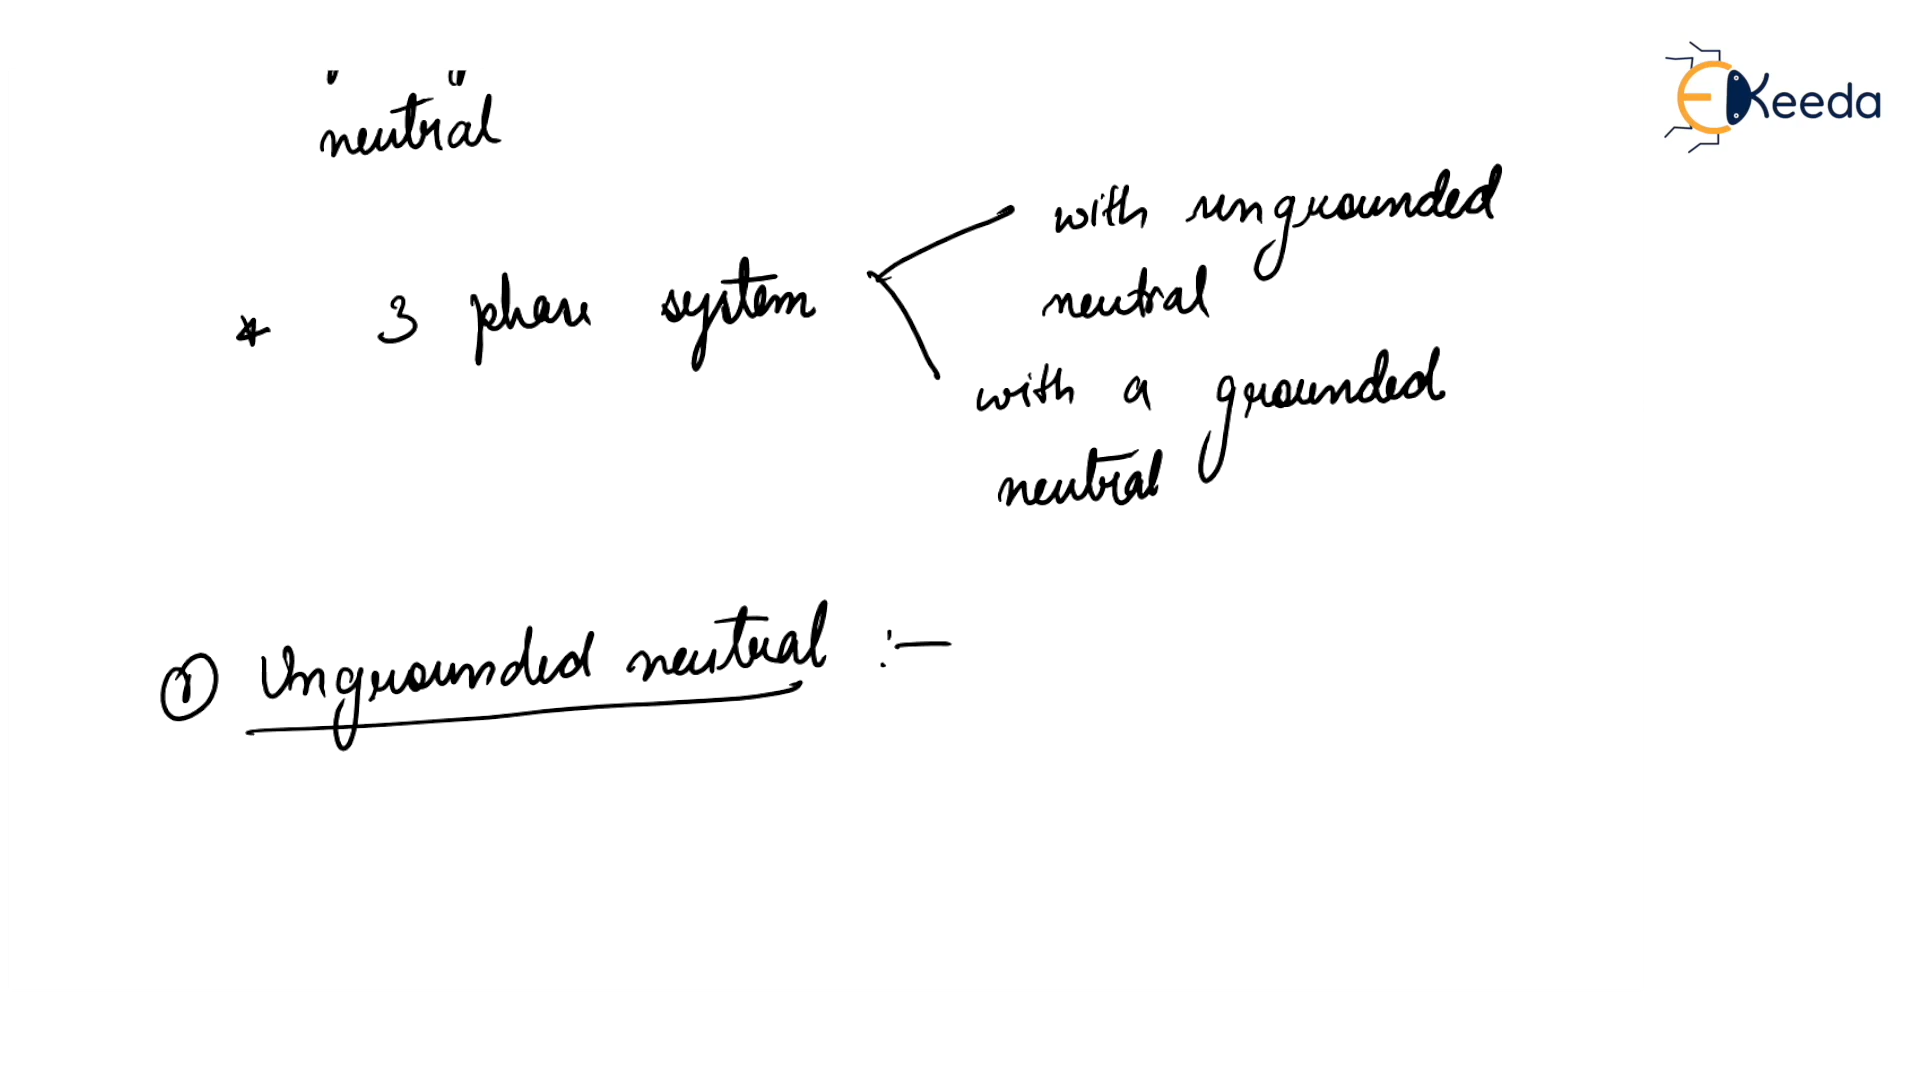 neutral
EKeeda
* 3 phase system
with ungrounded
neutral
with a grounded
neutral
① Ungrounded neutral :-